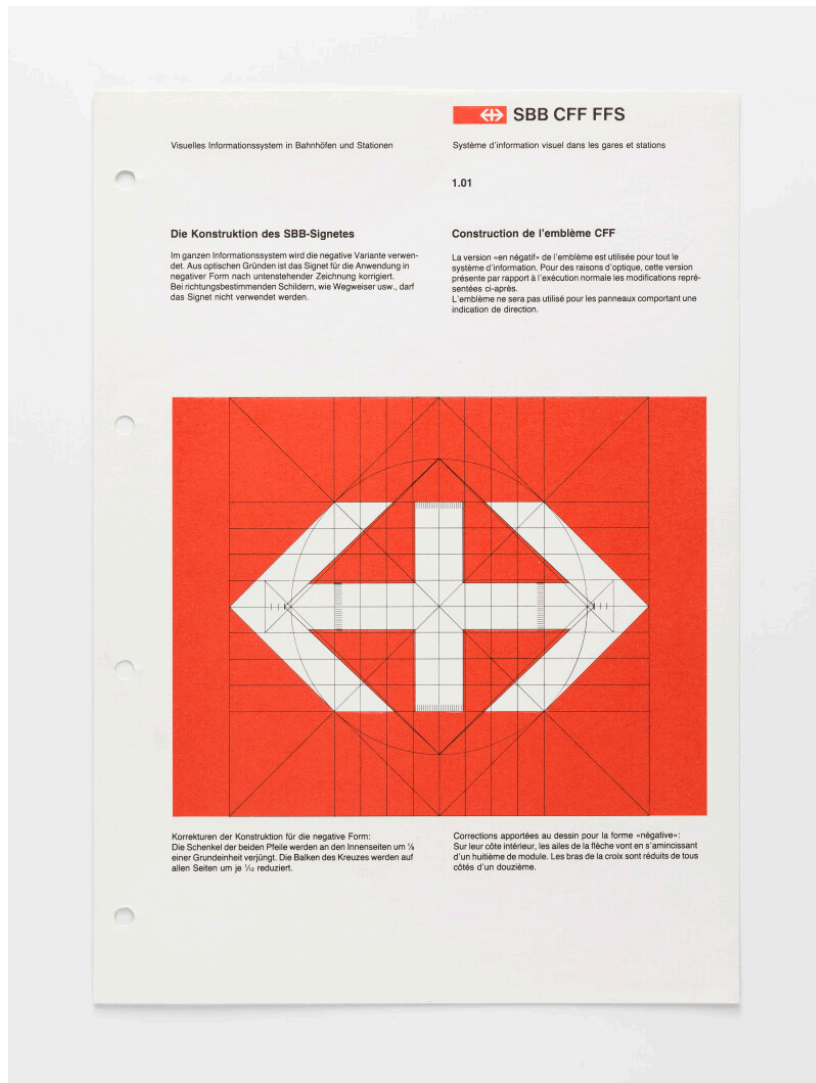 SBB CFF FFS
Visuelles Informationssystem in Bahnhöfen und Stationen
Système d'information visuel dans les gares et stations
1.01
Die Konstruktion des SBB-Signetes
Im ganzen Informationssystem wird die negative Variante verwen-
det. Aus optischen Gründen ist das Signet für die Anwendung in
negativer Form nach untenstehender Zeichnung korrigiert.
Bei richtungsbestimmenden Schildern, wie Wegweiser usw., darf
das Signet nicht verwendet werden.
Construction de l'emblème CFF
La version «en négatif» de l'emblème est utilisée pour tout le
système d'information. Pour des raisons d'optique, cette version
présente par rapport à l'exécution normale les modifications repré-
sentées ci-après.
L'emblème ne sera pas utilisé pour les panneaux comportant une
indication de direction.
Korrekturen der Konstruktion für die negative Form:
Die Schenkel der beiden Pfeile werden an den Innenseiten um ⅛
einer Grundeinheit verjüngt. Die Balken des Kreuzes werden auf
allen Seiten um je ¹⁄₁₂ reduziert.
Corrections apportées au dessin pour la forme «négative»:
Sur leur côte intérieur, les ailes de la flèche vont en s'amincissant
d'un huitième de module. Les bras de la croix sont réduits de tous
côtés d'un douzième.